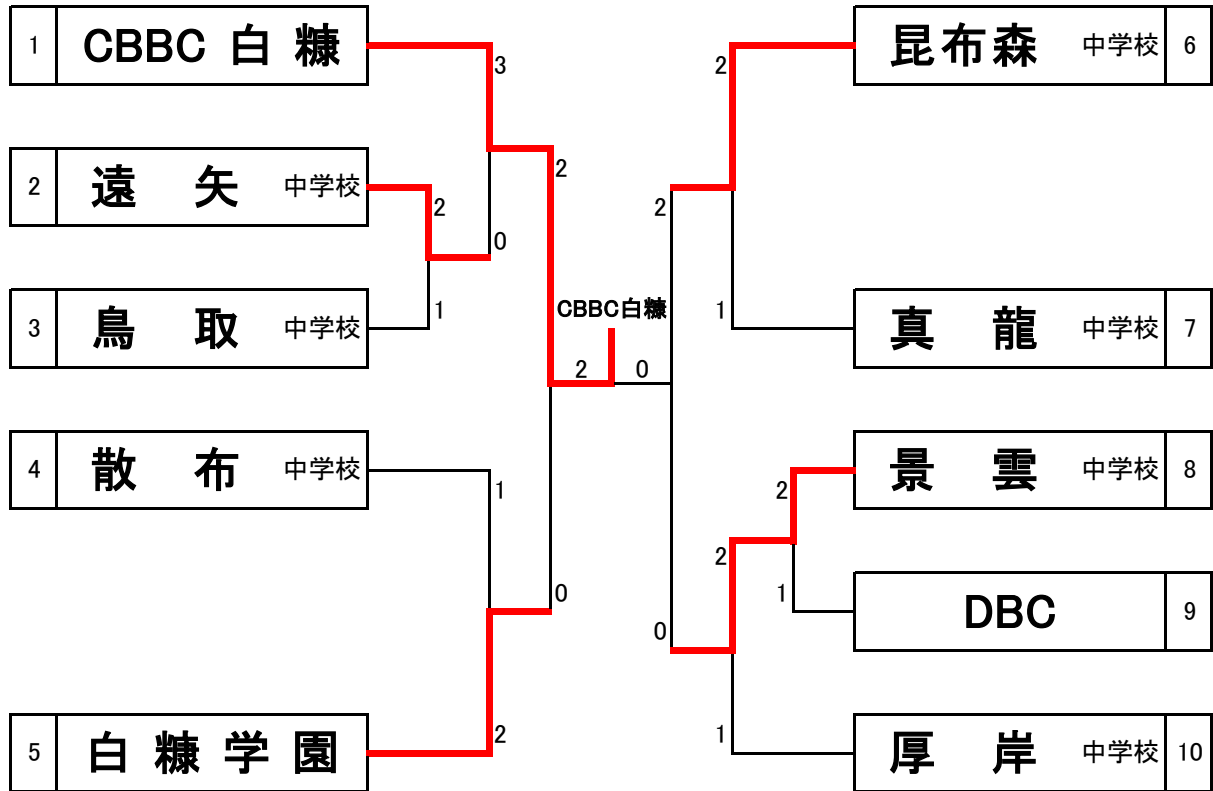 1 CBBC 白 糠
3
2 遠 矢 中学校
2
0
3 鳥 取 中学校
1
4 散 布 中学校
1
5 白 糠 学 園
2
2
0
CBBC白糠
2 0
昆布森 中学校 6
2
2
真 龍 中学校 7
1
景 雲 中学校 8
2
2
DBC 9
1
0
厚 岸 中学校 10
1